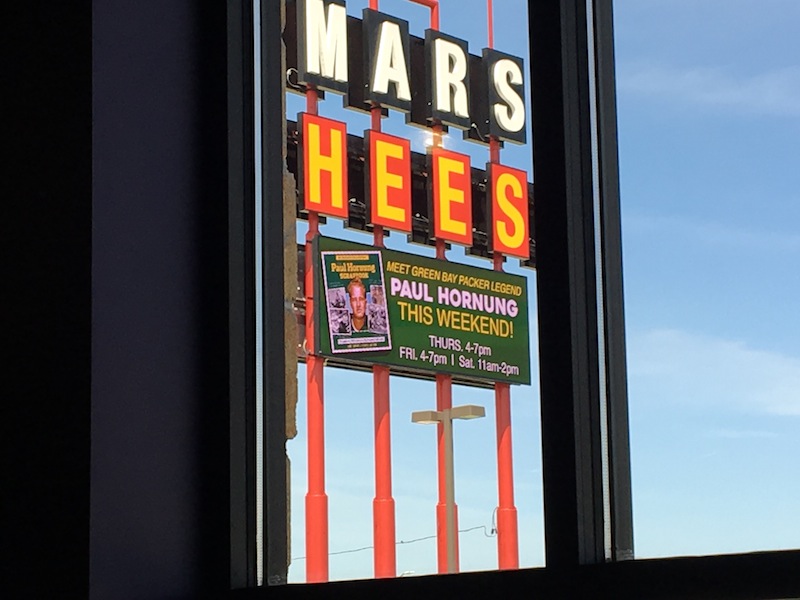 MARS
HEES
Paul Hornung
SCRAPBOOK
MEET GREEN BAY PACKER LEGEND
PAUL HORNUNG
THIS WEEKEND!
THURS. 4-7pm
FRI. 4-7pm | Sat. 11am-2pm